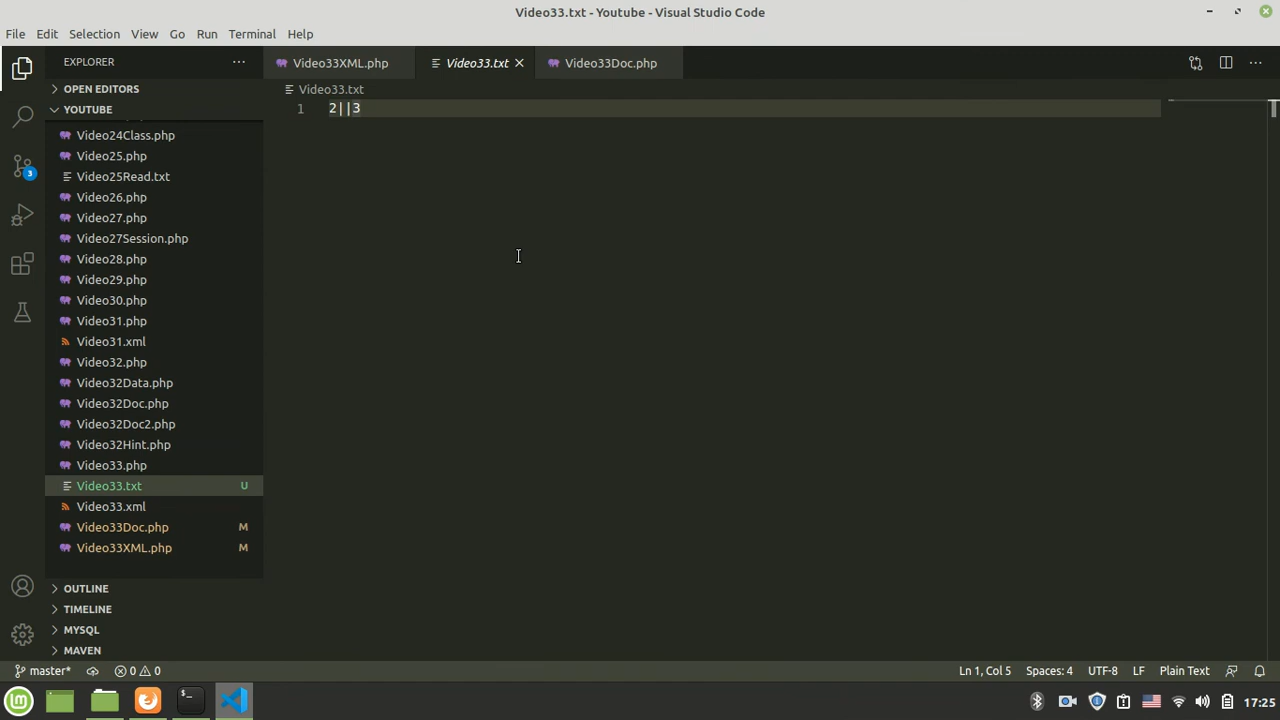 Video33.txt - Youtube - Visual Studio Code
File Edit Selection View Go Run Terminal Help
EXPLORER
Video33XML.php
Video33.txt
Video33Doc.php
OPEN EDITORS
Video33.txt
YOUTUBE
1 2||3
Video24Class.php
Video25.php
Video25Read.txt
Video26.php
Video27.php
Video27Session.php
Video28.php
Video29.php
Video30.php
Video31.php
Video31.xml
Video32.php
Video32Data.php
Video32Doc.php
Video32Doc2.php
Video32Hint.php
Video33.php
Video33.txt U
Video33.xml
Video33Doc.php M
Video33XML.php M
3
OUTLINE
TIMELINE
MYSQL
MAVEN
master* 0 0 Ln 1, Col 5 Spaces: 4 UTF-8 LF Plain Text
17:25